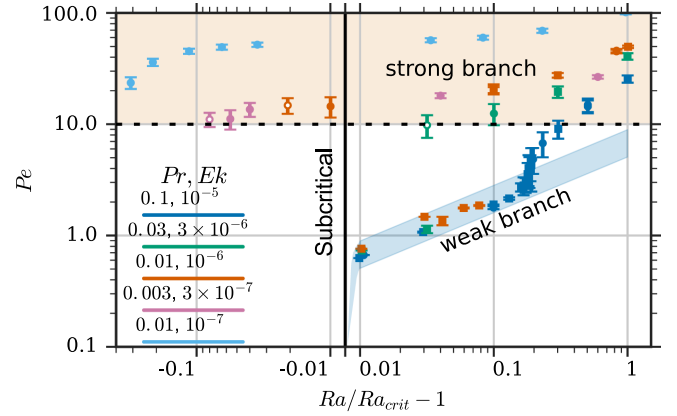 100.0
10.0
1.0
0.1
Pe
strong branch
weak branch
Subcritical
Pr, Ek
0.1, 10⁻⁵
0.03, 3 × 10⁻⁶
0.01, 10⁻⁶
0.003, 3 × 10⁻⁷
0.01, 10⁻⁷
-0.1 -0.01 0.01 0.1 1
Ra/Ra_crit − 1